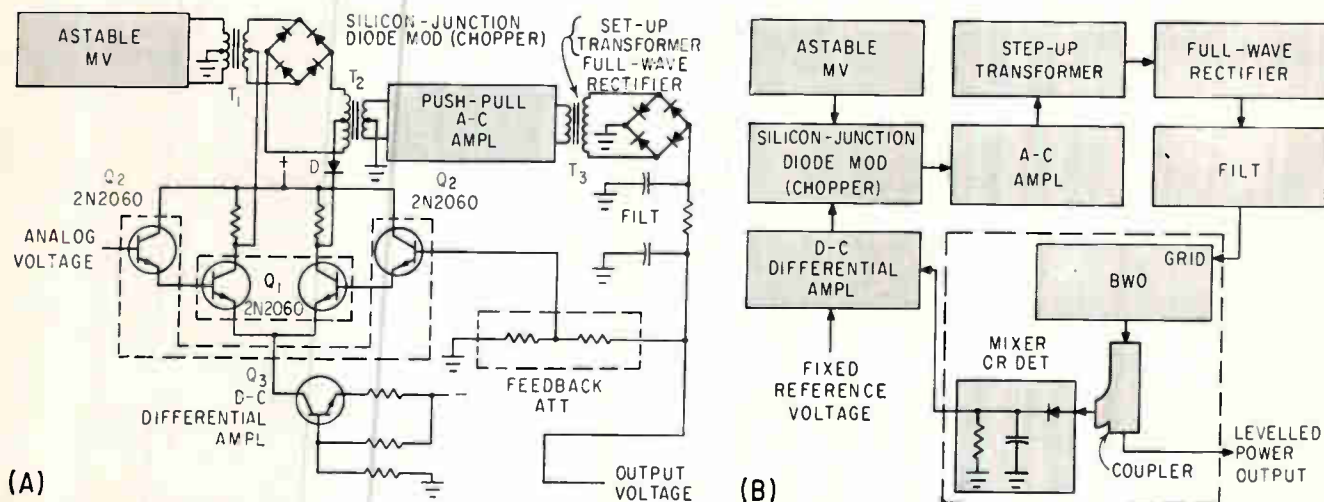 ASTABLE
MV
T1
SILICON-JUNCTION
DIODE MOD (CHOPPER)
T2
PUSH-PULL
A-C
AMPL
SET-UP
TRANSFORMER
FULL-WAVE
RECTIFIER
T3
D
+
Q2
2N2060
Q2
2N2060
FILT
ANALOG
VOLTAGE
Q1
2N2060
Q3
D-C
DIFFERENTIAL
AMPL
FEEDBACK
ATT
OUTPUT
VOLTAGE
(A)
ASTABLE
MV
STEP-UP
TRANSFORMER
FULL-WAVE
RECTIFIER
SILICON-JUNCTION
DIODE MOD
(CHOPPER)
A-C
AMPL
FILT
D-C
DIFFERENTIAL
AMPL
GRID
BWO
FIXED
REFERENCE
VOLTAGE
MIXER
CR DET
COUPLER
LEVELLED
POWER
OUTPUT
(B)